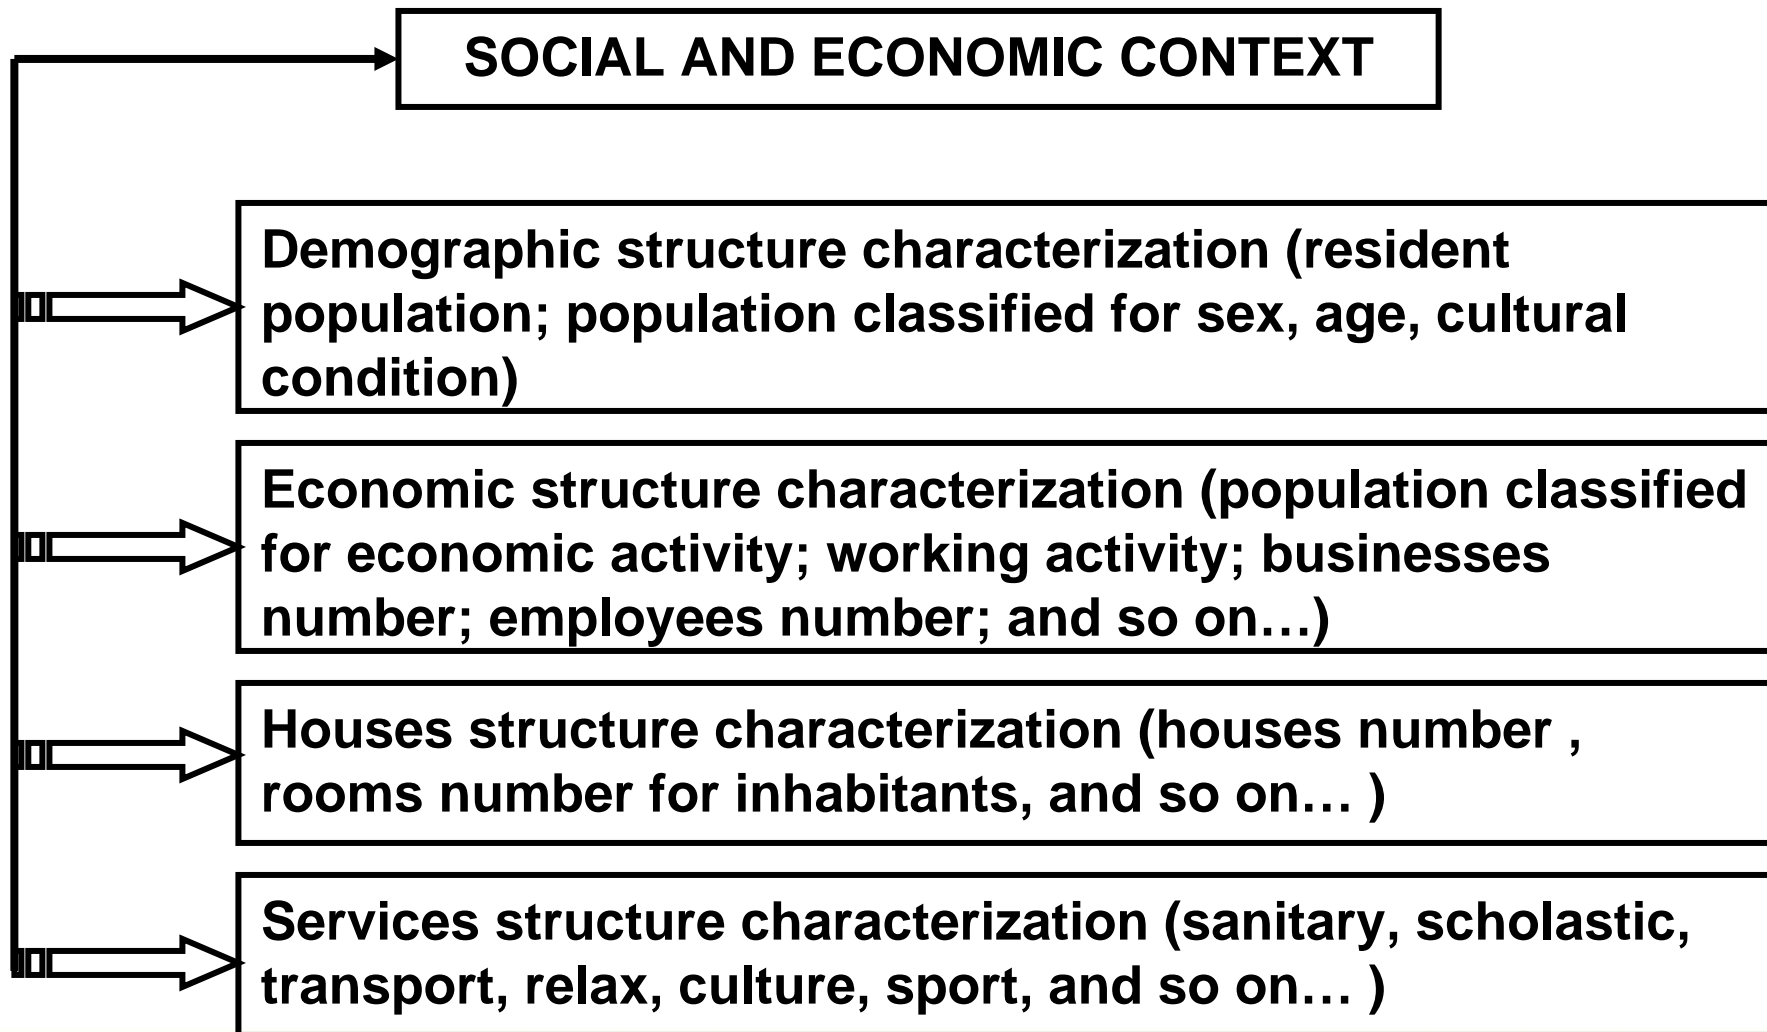 SOCIAL AND ECONOMIC CONTEXT
Demographic structure characterization (resident
population; population classified for sex, age, cultural
condition)
Economic structure characterization (population classified
for economic activity; working activity; businesses
number; employees number; and so on…)
Houses structure characterization (houses number ,
rooms number for inhabitants, and so on… )
Services structure characterization (sanitary, scholastic,
transport, relax, culture, sport, and so on… )